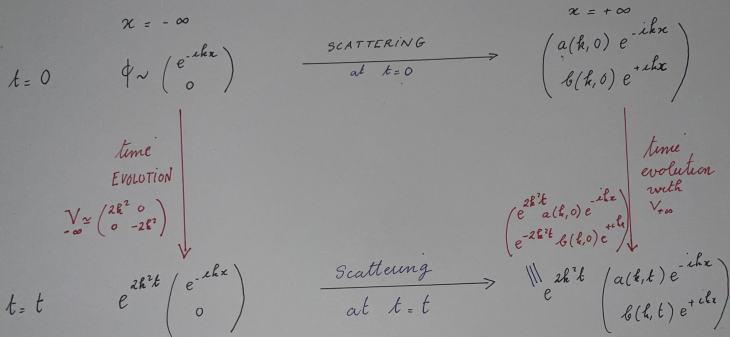 x = - ∞
x = + ∞
t = 0
ϕ ~ ( e^{-ikx} 0 )
SCATTERING
at t = 0
( a(k,0) e^{-ikx} b(k,0) e^{+ikx} )
time
EVOLUTION
V_{-∞} ≃ ( 2k² 0 0 -2k² )
time
evolution
with
V_{+∞}
( e^{2k²t} a(k,0) e^{-ikx} e^{-2k²t} b(k,0) e^{+ikx} )
t = t
e^{2k²t} ( e^{-ikx} 0 )
Scattering
at t = t
e^{2k²t} ( a(k,t) e^{-ikx} b(k,t) e^{+ikx} )